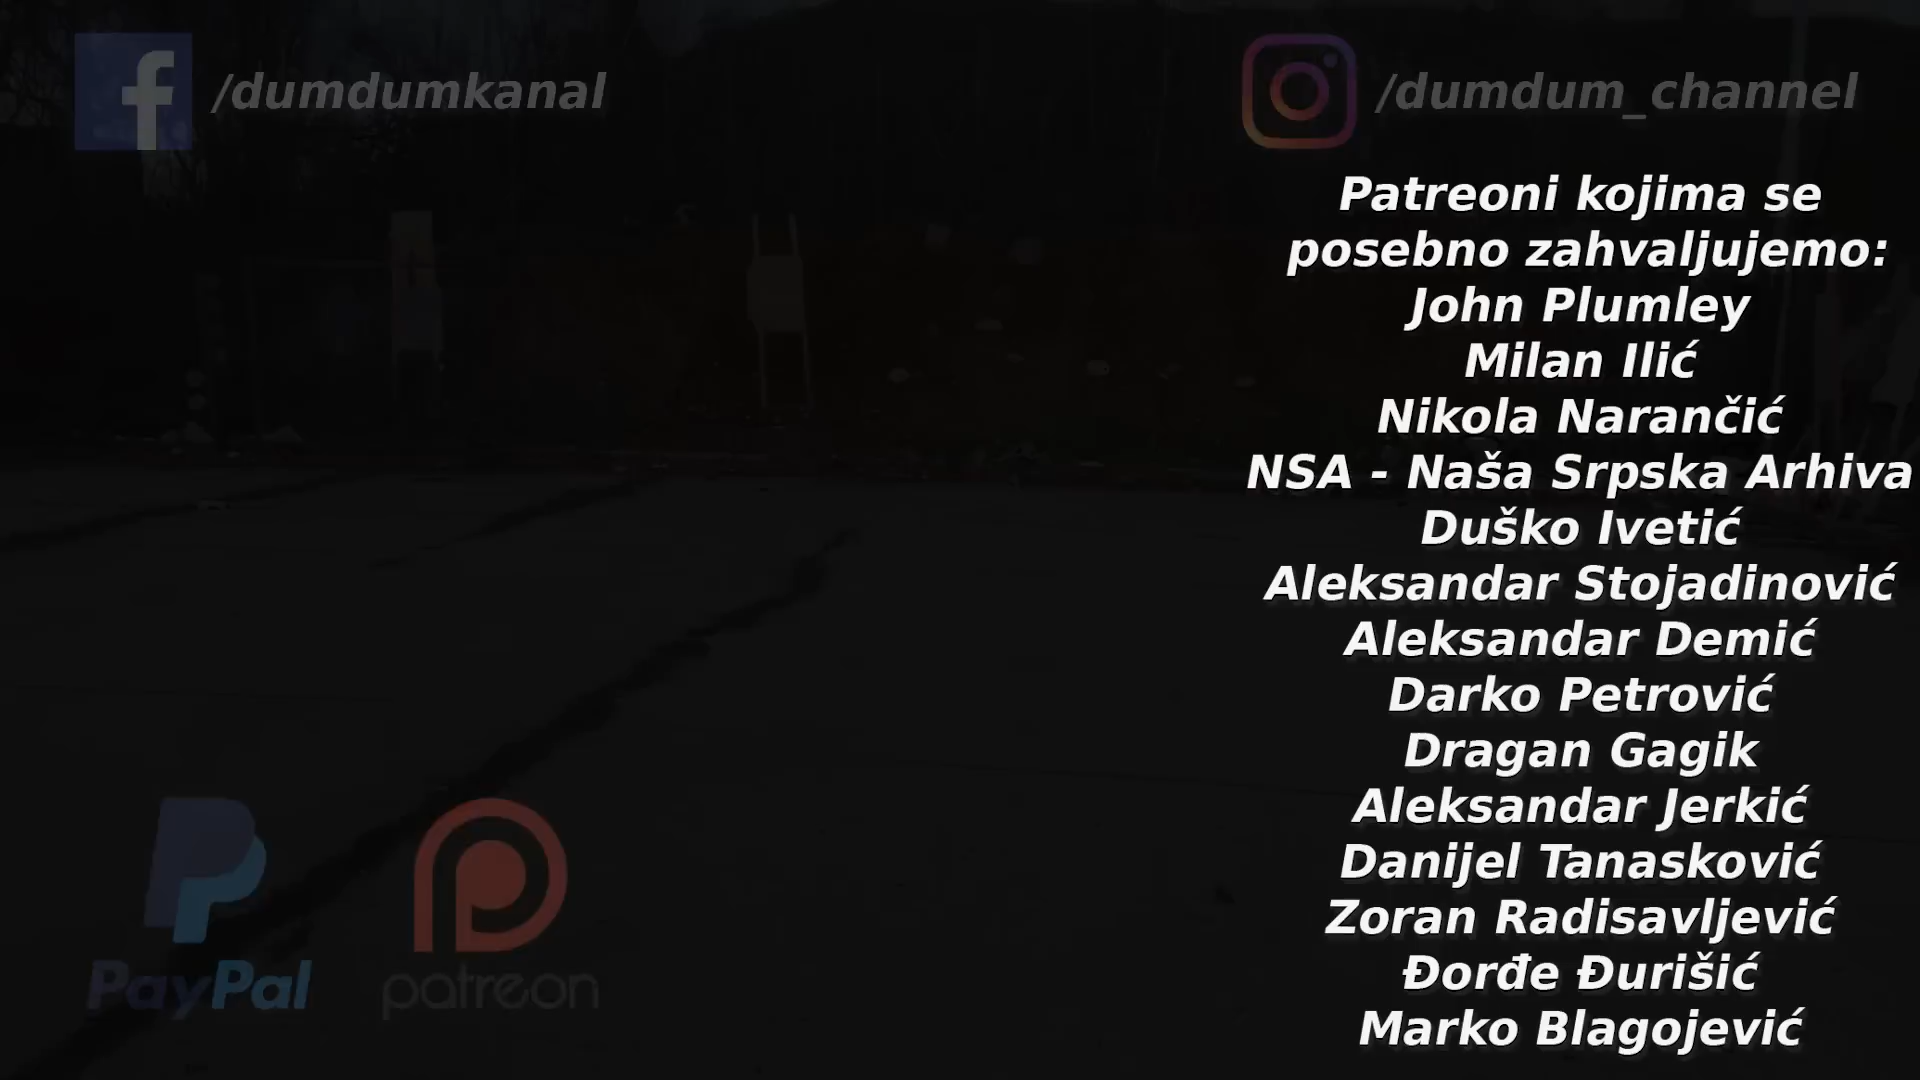 /dumdumkanal
/dumdum_channel
Patreoni kojima se
posebno zahvaljujemo:
John Plumley
Milan Ilić
Nikola Narančić
NSA - Naša Srpska Arhiva
Duško Ivetić
Aleksandar Stojadinović
Aleksandar Demić
Darko Petrović
Dragan Gagik
Aleksandar Jerkić
Danijel Tanasković
Zoran Radisavljević
Đorđe Đurišić
Marko Blagojević
PayPal
patreon